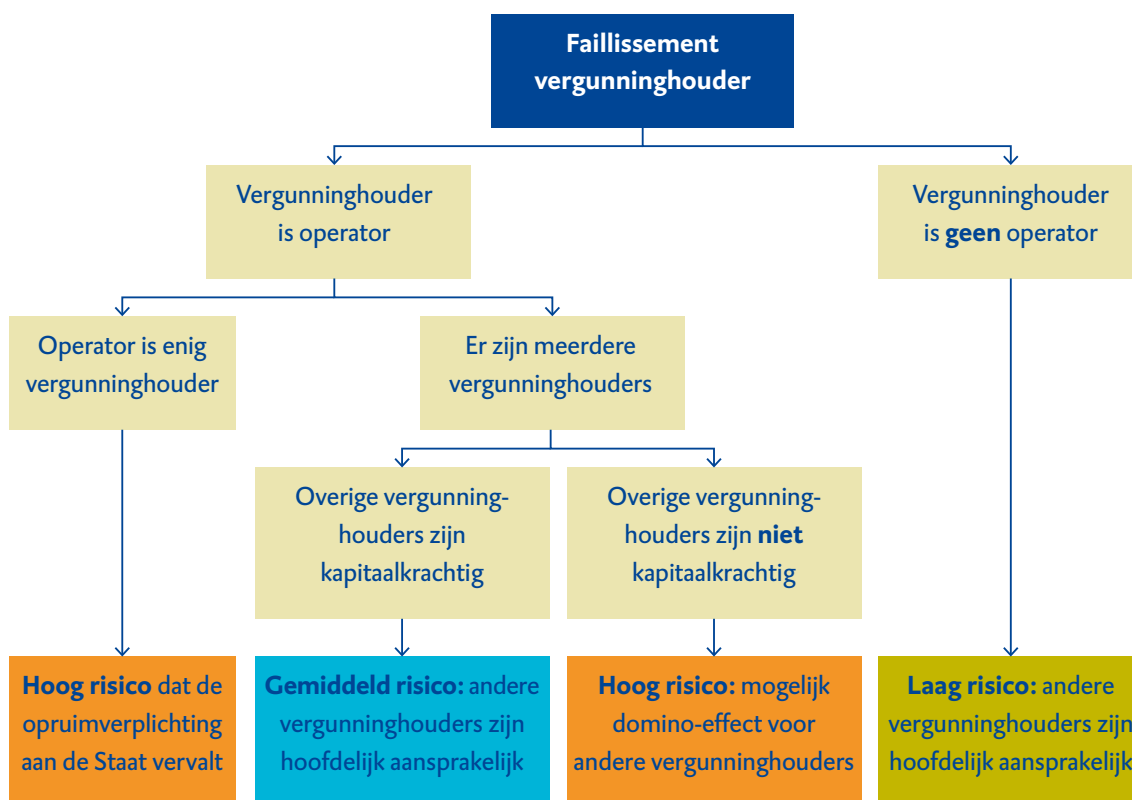 Faillissement
vergunninghouder
Vergunninghouder
is operator
Vergunninghouder
is geen operator
Operator is enig
vergunninghouder
Er zijn meerdere
vergunninghouders
Overige vergunning-
houders zijn
kapitaalkrachtig
Overige vergunning-
houders zijn niet
kapitaalkrachtig
Hoog risico dat de
opruimverplichting
aan de Staat vervalt
Gemiddeld risico: andere
vergunninghouders zijn
hoofdelijk aansprakelijk
Hoog risico: mogelijk
domino-effect voor
andere vergunninghouders
Laag risico: andere
vergunninghouders zijn
hoofdelijk aansprakelijk